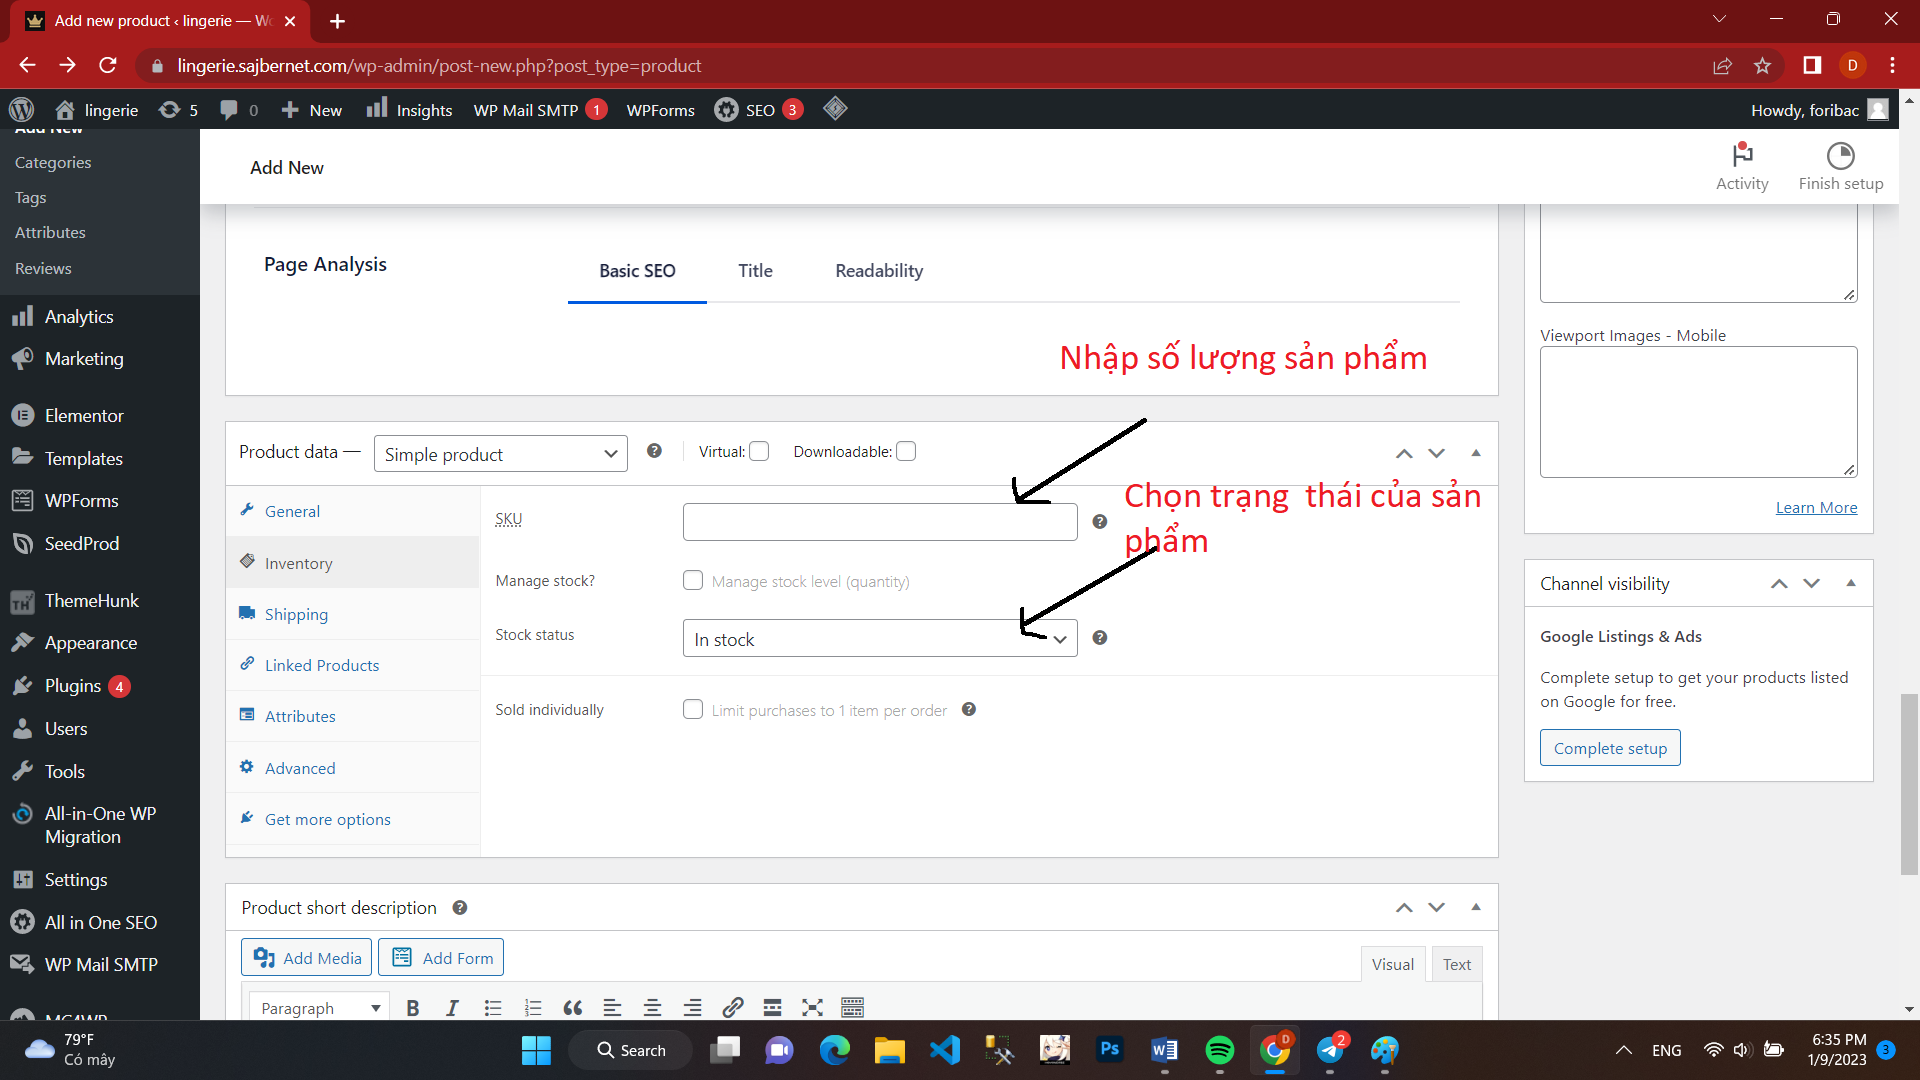 Add new product ‹ lingerie — Wo
lingerie.sajbernet.com/wp-admin/post-new.php?post_type=product
D
lingerie
5
0
New
Insights
WP Mail SMTP 1
WPForms
SEO 3
Howdy, foribac
Add New
Categories
Tags
Attributes
Reviews
Analytics
Marketing
Elementor
Templates
WPForms
SeedProd
ThemeHunk
Appearance
Plugins 4
Users
Tools
All-in-One WP
Migration
Settings
All in One SEO
WP Mail SMTP
MC4WP
Add New
Activity
Finish setup
Page Analysis
Basic SEO
Title
Readability
Nhập số lượng sản phẩm
Product data —
Simple product
Virtual:
Downloadable:
General
Inventory
Shipping
Linked Products
Attributes
Advanced
Get more options
SKU
Chọn trạng thái của sản
phẩm
Manage stock?
Manage stock level (quantity)
Stock status
In stock
Sold individually
Limit purchases to 1 item per order
Product short description
Add Media
Add Form
Visual
Text
Paragraph
Viewport Images - Mobile
Learn More
Channel visibility
Google Listings & Ads
Complete setup to get your products listed
on Google for free.
Complete setup
79°F
Có mây
Search
Ps
D
2
ENG
6:35 PM
1/9/2023
3